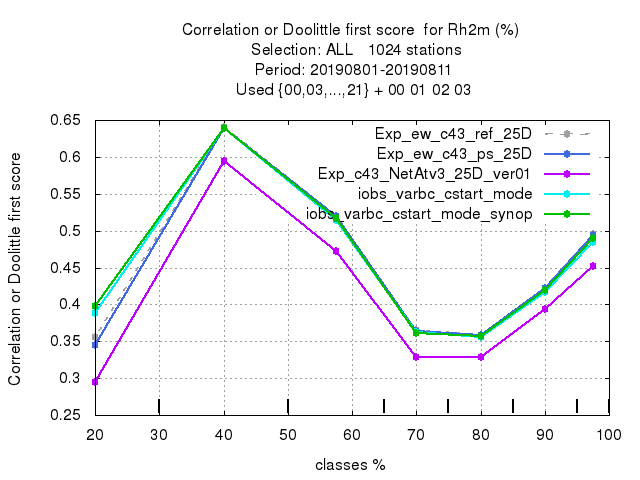 Correlation or Doolittle first score  for Rh2m (%)
Selection: ALL   1024 stations
Period: 20190801-20190811
Used {00,03,...,21} + 00 01 02 03
Correlation or Doolittle first score
0.65
0.6
0.55
0.5
0.45
0.4
0.35
0.3
0.25
Exp_ew_c43_ref_25D
Exp_ew_c43_ps_25D
Exp_c43_NetAtv3_25D_ver01
iobs_varbc_cstart_mode
iobs_varbc_cstart_mode_synop
20 30 40 50 60 70 80 90 100
classes %